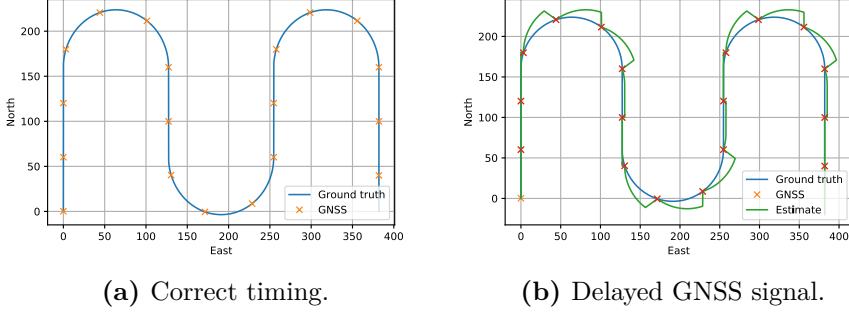 200
150
100
50
0
North
0 50 100 150 200 250 300 350 400
East
Ground truth
GNSS
(a) Correct timing.
200
150
100
50
0
North
0 50 100 150 200 250 300 350 400
East
Ground truth
GNSS
Estimate
(b) Delayed GNSS signal.